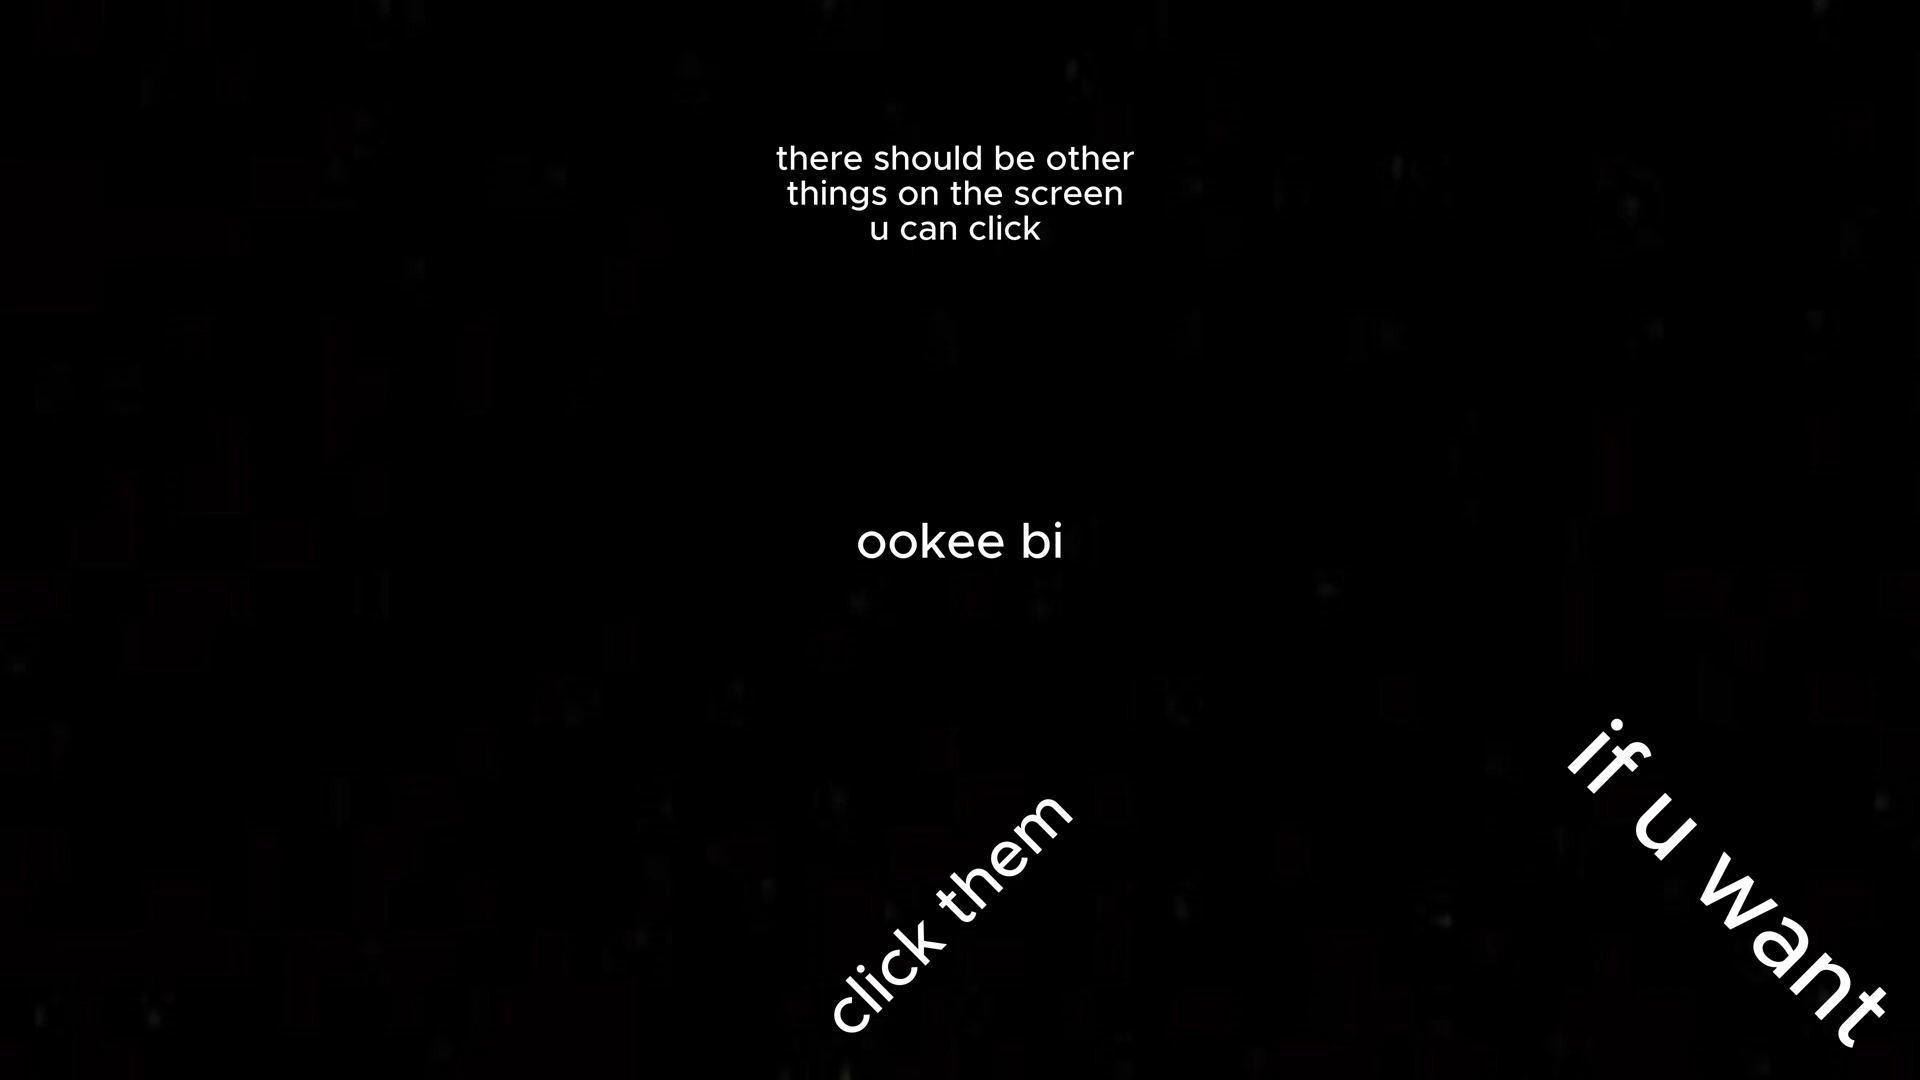 there should be other
things on the screen
u can click
ookee bi
click them
if u want